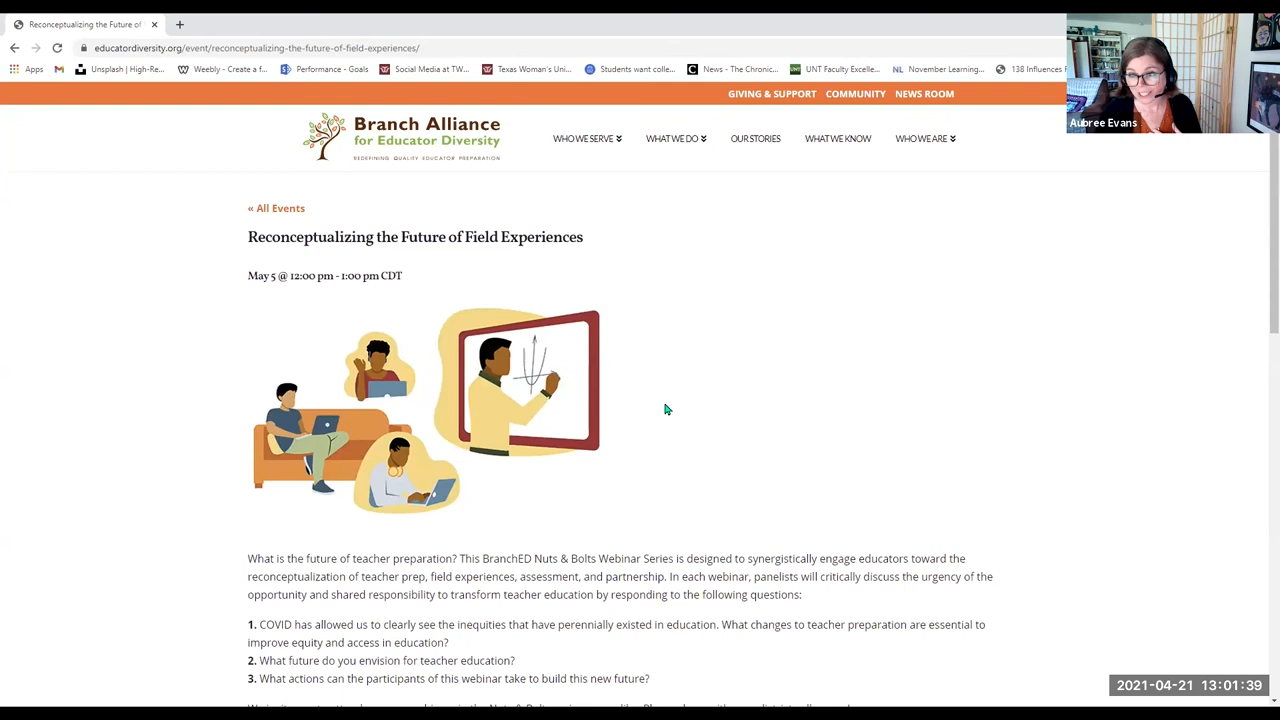 Reconceptualizing the Future of
educatordiversity.org/event/reconceptualizing-the-future-of-field-experiences/
Apps
Unsplash | High-Re...
Weebly - Create a f...
Performance - Goals
Social Media at TW...
Texas Woman's Uni...
Students want colle...
News - The Chronic...
UNT Faculty Excelle...
November Learning...
138 Influences
Aubree Evans
GIVING & SUPPORT COMMUNITY NEWS ROOM
Branch Alliance
for Educator Diversity
REDEFINING QUALITY EDUCATOR PREPARATION
WHO WE SERVE WHAT WE DO OUR STORIES WHAT WE KNOW WHO WE ARE
« All Events
Reconceptualizing the Future of Field Experiences
May 5 @ 12:00 pm - 1:00 pm CDT
What is the future of teacher preparation? This BranchED Nuts & Bolts Webinar Series is designed to synergistically engage educators toward the
reconceptualization of teacher prep, field experiences, assessment, and partnership. In each webinar, panelists will critically discuss the urgency of the
opportunity and shared responsibility to transform teacher education by responding to the following questions:
1. COVID has allowed us to clearly see the inequities that have perennially existed in education. What changes to teacher preparation are essential to
improve equity and access in education?
2. What future do you envision for teacher education?
3. What actions can the participants of this webinar take to build this new future?
2021-04-21 13:01:39